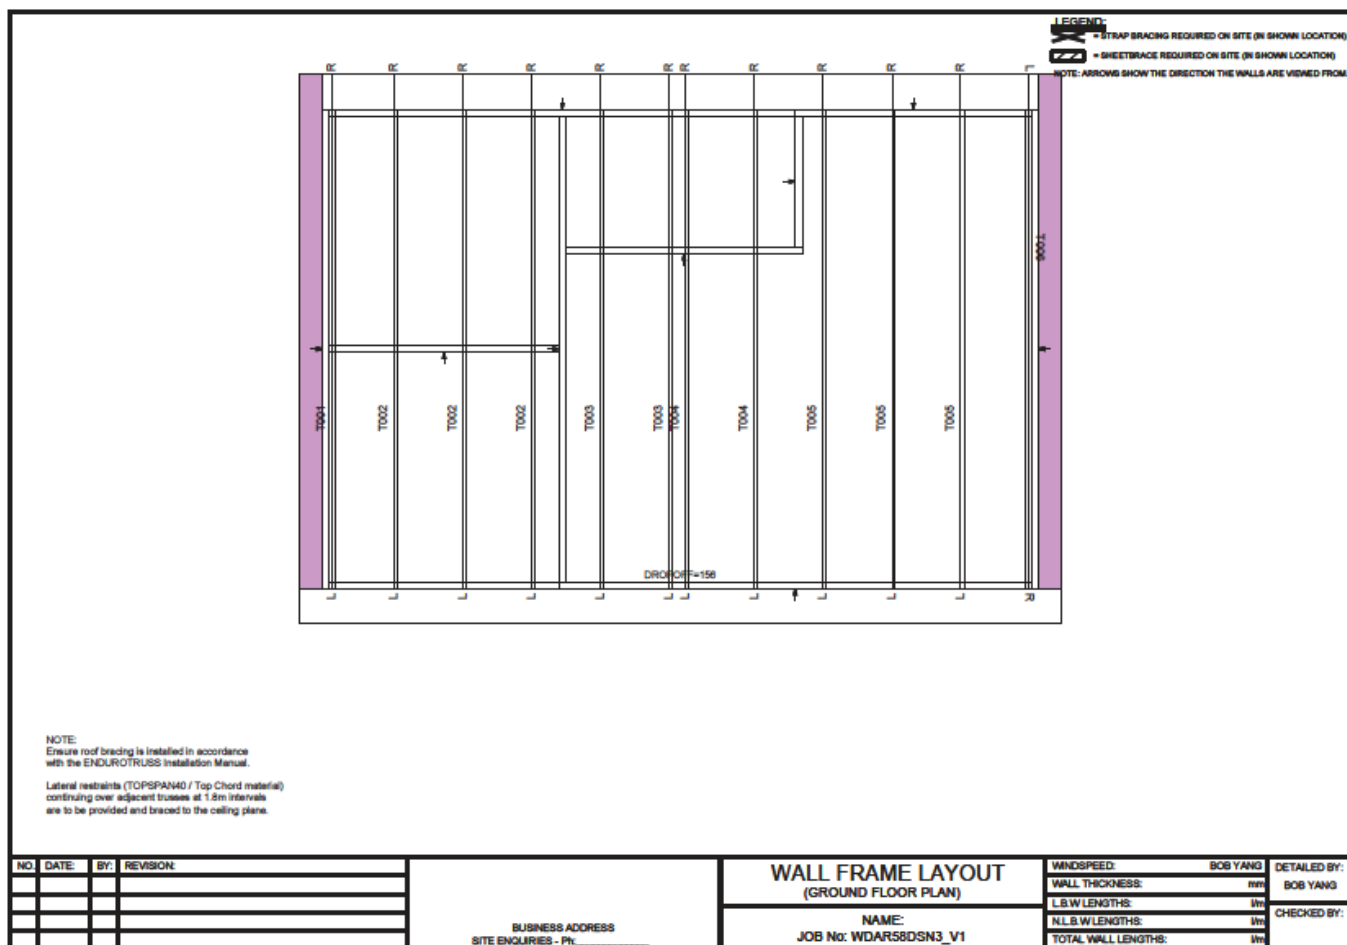 LEGEND:
= STRAP BRACING REQUIRED ON SITE (IN SHOWN LOCATION)
= SHEETBRACE REQUIRED ON SITE (IN SHOWN LOCATION)
NOTE: ARROWS SHOW THE DIRECTION THE WALLS ARE VIEWED FROM.
R R R R R R R R R R R L
T006
T001 T002 T002 T002 T003 T003 T004 T004 T005 T005 T005
DROPOFF=156
L L L L L L L L L L L R
NOTE:
Ensure roof bracing is installed in accordance
with the ENDUROTRUSS Installation Manual.
Lateral restraints (TOPSPAN40 / Top Chord material)
continuing over adjacent trusses at 1.8m intervals
are to be provided and braced to the ceiling plane.
NO. DATE: BY: REVISION:
BUSINESS ADDRESS
SITE ENQUIRIES - Ph:______________
WALL FRAME LAYOUT
(GROUND FLOOR PLAN)
NAME:
JOB No: WDAR58DSN3_V1
WINDSPEED: BOB YANG
WALL THICKNESS: mm
L.B.W LENGTHS: l/m
N.L.B.W LENGTHS: l/m
TOTAL WALL LENGTHS: l/m
DETAILED BY:
BOB YANG
CHECKED BY: